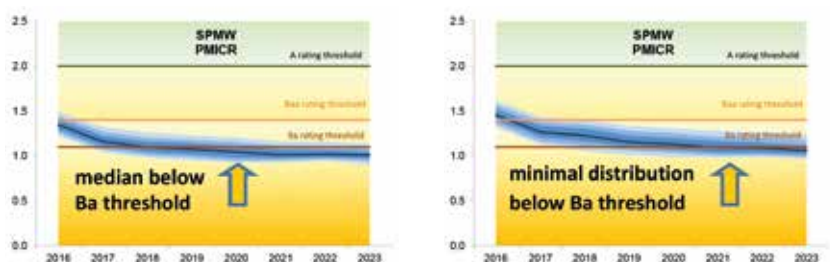 2.5
2.0
1.5
1.0
0.5
0.0
SPMW
PMICR
A rating threshold
Baa rating threshold
Ba rating threshold
median below
Ba threshold
2016 2017 2018 2019 2020 2021 2022 2023
2.5
2.0
1.5
1.0
0.5
0.0
SPMW
PMICR
A rating threshold
Baa rating threshold
Ba rating threshold
minimal distribution
below Ba threshold
2016 2017 2018 2019 2020 2021 2022 2023